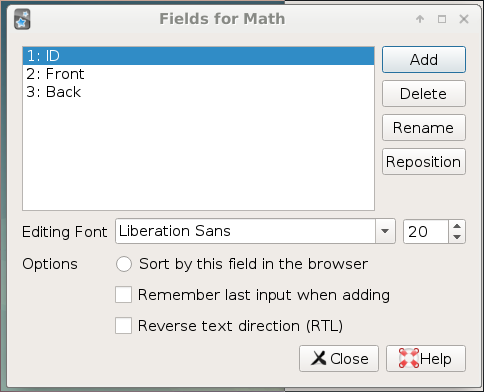 Fields for Math
1: ID
2: Front
3: Back
Add
Delete
Rename
Reposition
Editing Font Liberation Sans 20
Options Sort by this field in the browser
Remember last input when adding
Reverse text direction (RTL)
Close Help